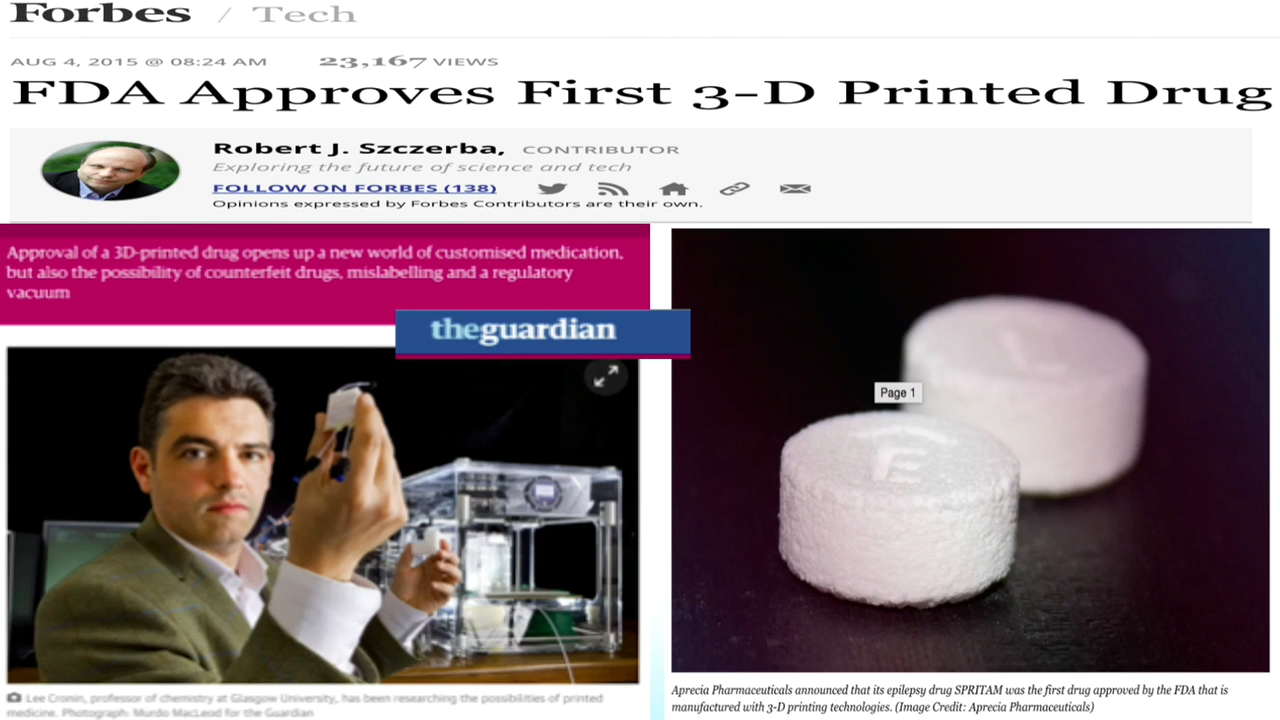 Forbes / Tech
AUG 4, 2015 @ 08:24 AM 23,167 VIEWS
FDA Approves First 3-D Printed Drug
Robert J. Szczerba, CONTRIBUTOR
Exploring the future of science and tech
FOLLOW ON FORBES (138)
Opinions expressed by Forbes Contributors are their own.
Approval of a 3D-printed drug opens up a new world of customised medication,
but also the possibility of counterfeit drugs, mislabelling and a regulatory
vacuum
theguardian
Page 1
Lee Cronin, professor of chemistry at Glasgow University, has been researching the possibilities of printed
medicine. Photograph: Murdo MacLeod for the Guardian
Aprecia Pharmaceuticals announced that its epilepsy drug SPRITAM was the first drug approved by the FDA that is
manufactured with 3-D printing technologies. (Image Credit: Aprecia Pharmaceuticals)